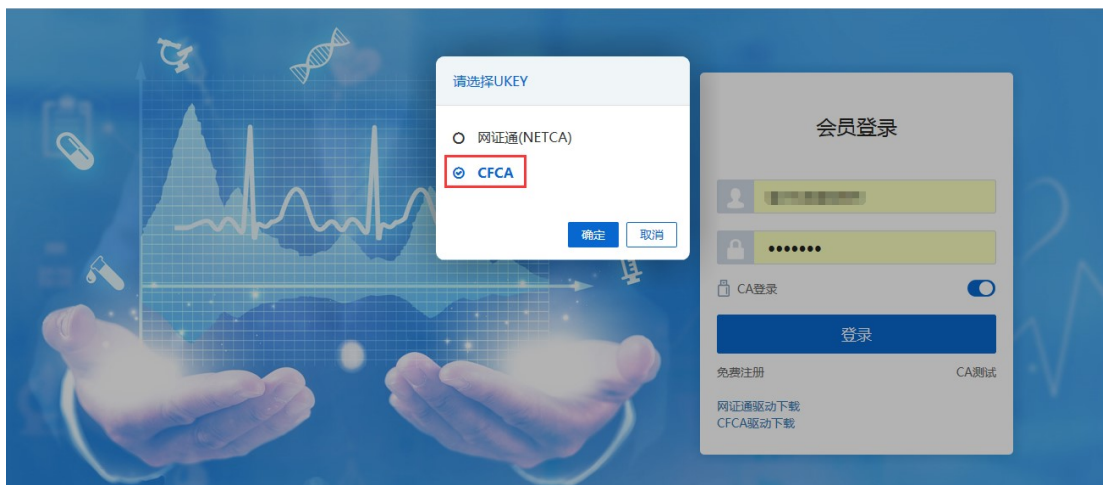 请选择UKEY
网证通(NETCA)
CFCA
确定
取消
会员登录
CA登录
登录
免费注册
CA测试
网证通驱动下载
CFCA驱动下载